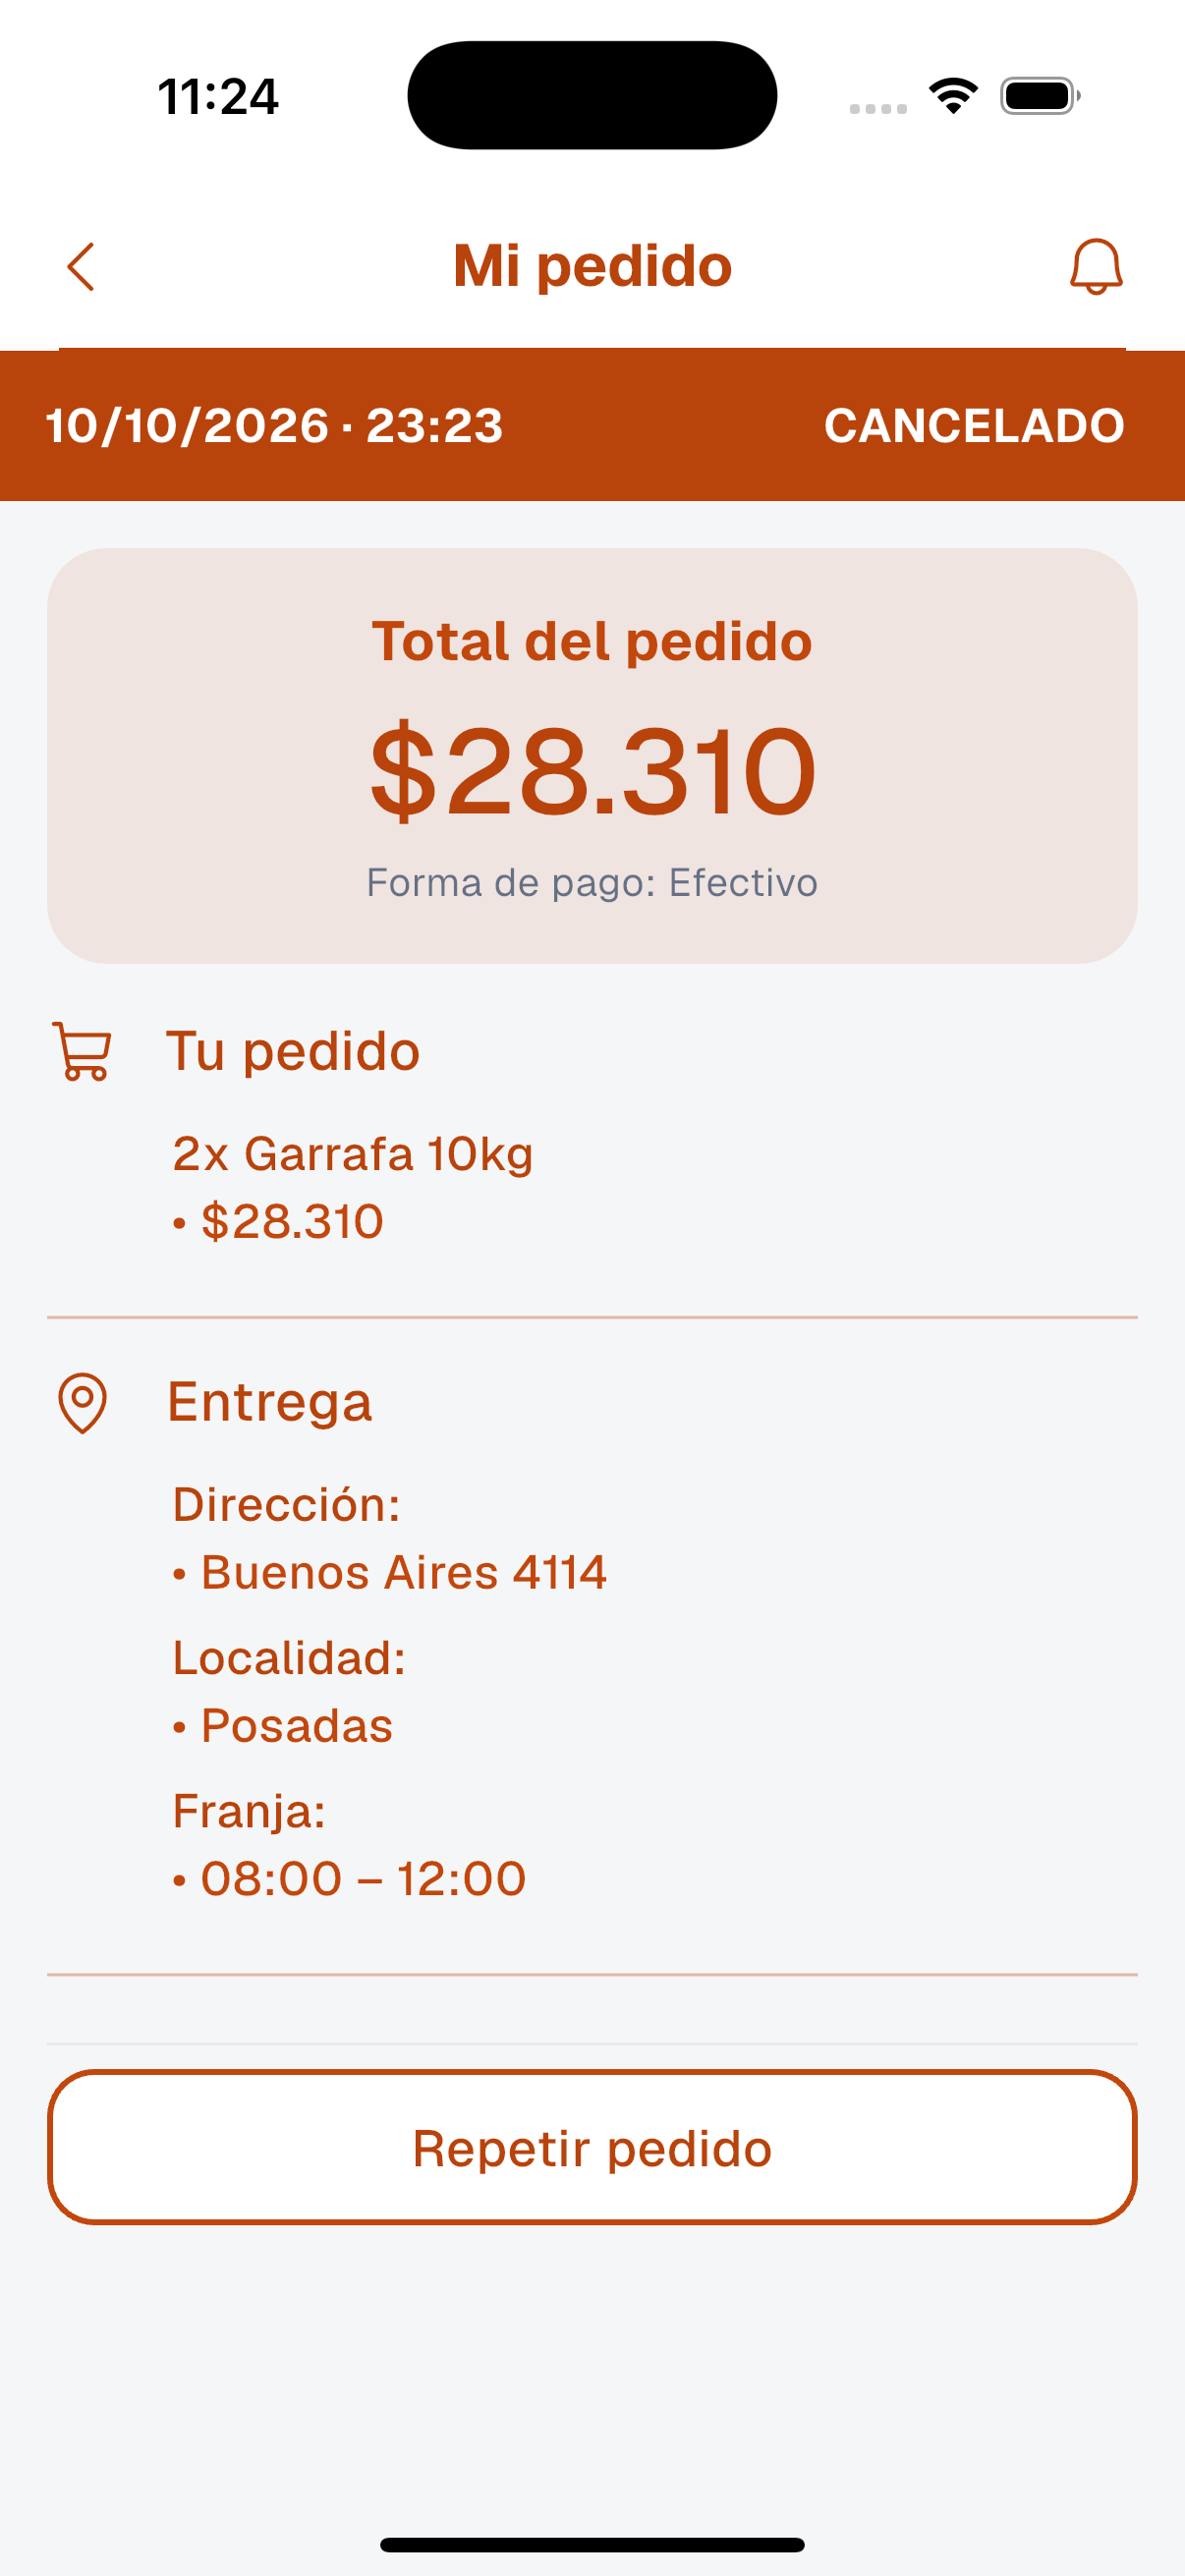 11:24
Mi pedido
10/10/2026 · 23:23 CANCELADO
Total del pedido
$28.310
Forma de pago: Efectivo
Tu pedido
2x Garrafa 10kg
• $28.310
Entrega
Dirección:
• Buenos Aires 4114
Localidad:
• Posadas
Franja:
• 08:00 – 12:00
Repetir pedido